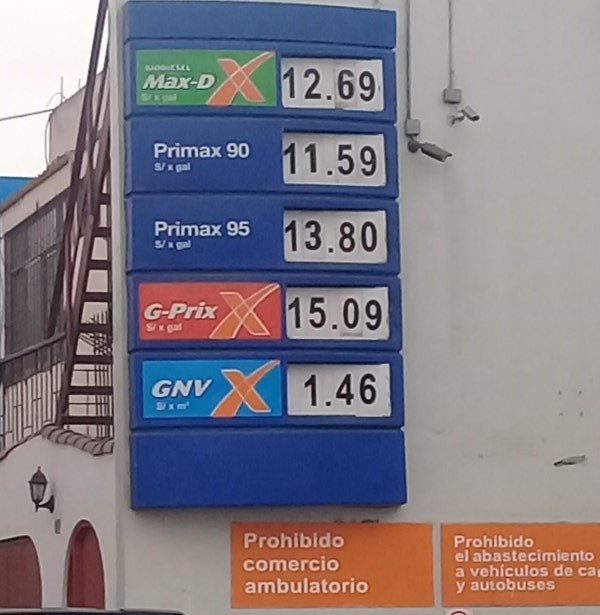 BIODIESEL
Max-D
S/ x gal
12.69
Primax 90
S/ x gal
11.59
Primax 95
S/ x gal
13.80
G-Prix
S/ x gal
15.09
GNV
S/ x m³
1.46
Prohibido
comercio
ambulatorio
Prohibido
el abastecimiento
a vehículos de
y autobuses